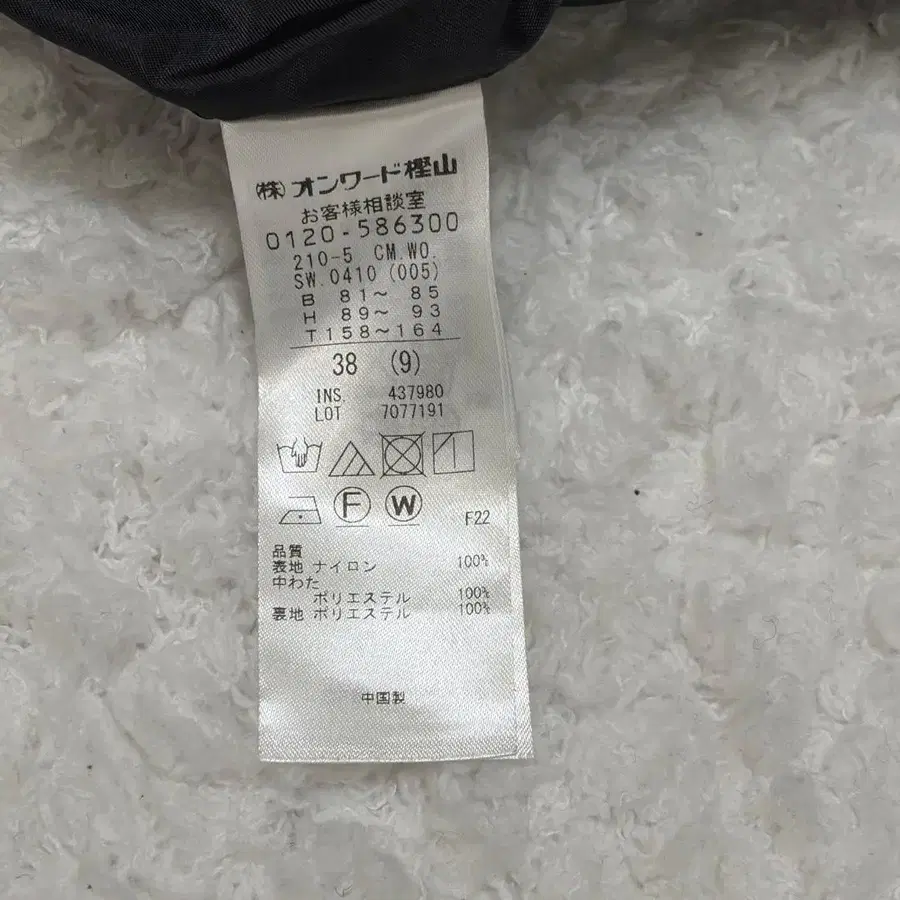 ㈱オンワード樫山
お客様相談室
0120-586300
210-5 CM.WO.
SW.0410 (005)
B 81～ 85
H 89～ 93
T158～164
38 (9)
INS 437980
LOT 7077191
F W
F22
品質
表地 ナイロン 100%
中わた
ポリエステル 100%
裏地 ポリエステル 100%
中国製